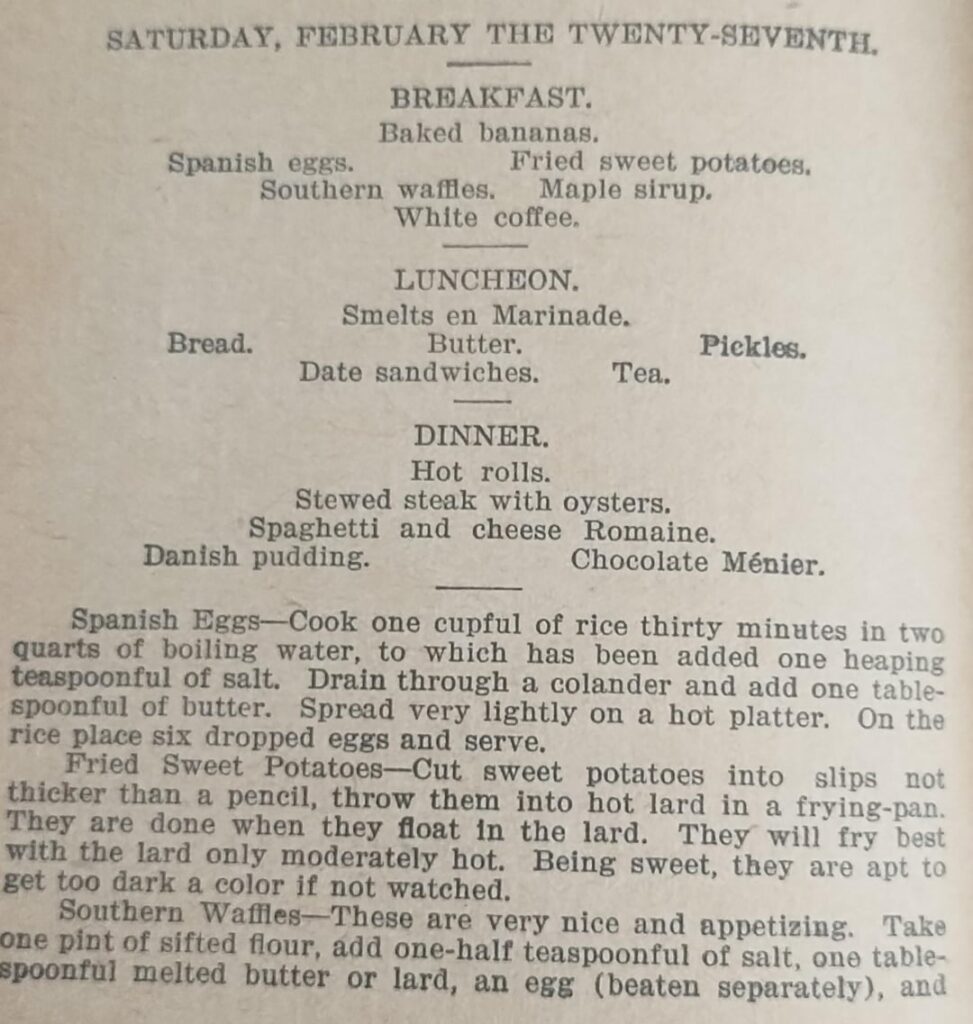 SATURDAY, FEBRUARY THE TWENTY-SEVENTH.
BREAKFAST.
Baked bananas.
Spanish eggs. Fried sweet potatoes.
Southern waffles. Maple sirup.
White coffee.
LUNCHEON.
Smelts en Marinade.
Bread. Butter. Pickles.
Date sandwiches. Tea.
DINNER.
Hot rolls.
Stewed steak with oysters.
Spaghetti and cheese Romaine.
Danish pudding. Chocolate Ménier.
Spanish Eggs—Cook one cupful of rice thirty minutes in two
quarts of boiling water, to which has been added one heaping
teaspoonful of salt. Drain through a colander and add one table-
spoonful of butter. Spread very lightly on a hot platter. On the
rice place six dropped eggs and serve.
Fried Sweet Potatoes—Cut sweet potatoes into slips not
thicker than a pencil, throw them into hot lard in a frying-pan.
They are done when they float in the lard. They will fry best
with the lard only moderately hot. Being sweet, they are apt to
get too dark a color if not watched.
Southern Waffles—These are very nice and appetizing. Take
one pint of sifted flour, add one-half teaspoonful of salt, one table-
spoonful melted butter or lard, an egg (beaten separately), and